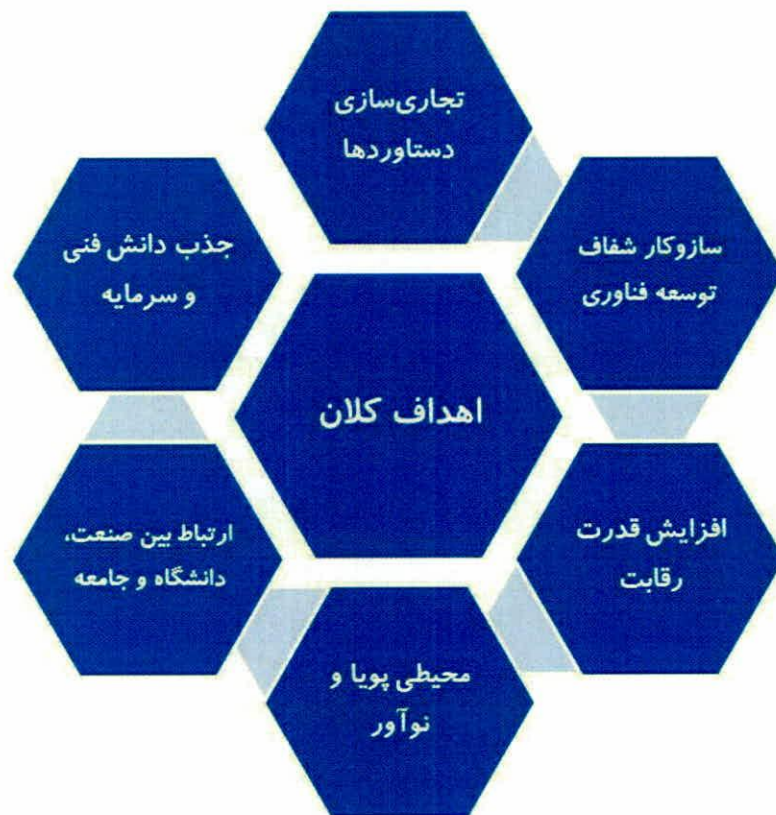 تجاری‌سازی
دستاوردها
سازوکار شفاف
توسعه فناوری
افزایش قدرت
رقابت
محیطی پویا و
نوآور
ارتباط بین صنعت،
دانشگاه و جامعه
جذب دانش فنی
و سرمایه
اهداف کلان